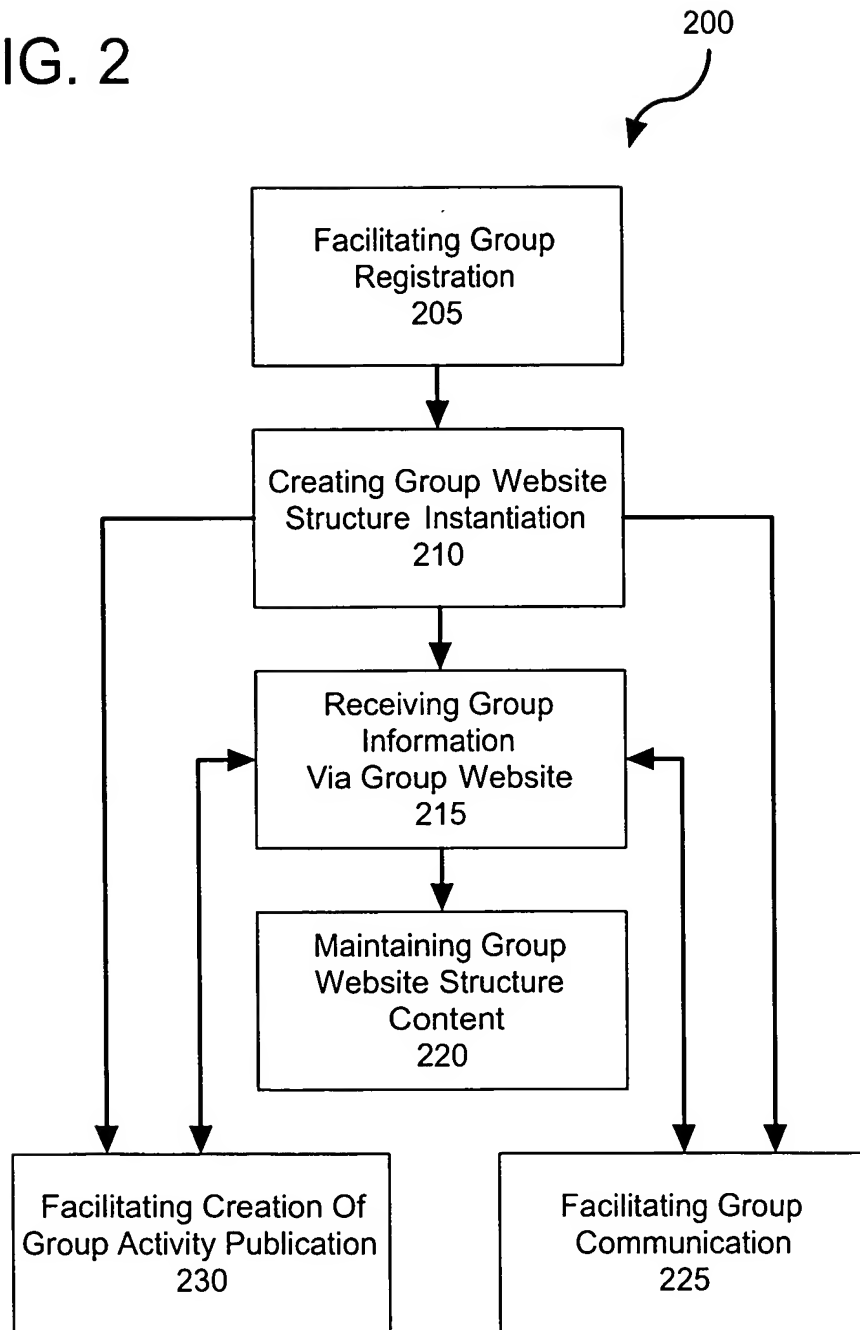 IG. 2
200
Facilitating Group
Registration
205
Creating Group Website
Structure Instantiation
210
Receiving Group
Information
Via Group Website
215
Maintaining Group
Website Structure
Content
220
Facilitating Creation Of
Group Activity Publication
230
Facilitating Group
Communication
225